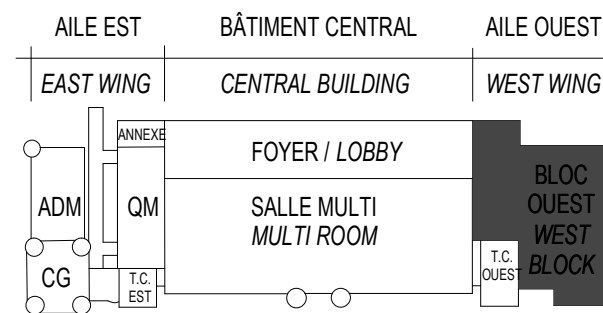 AILE EST
BÂTIMENT CENTRAL
AILE OUEST
EAST WING
CENTRAL BUILDING
WEST WING
ANNEXE
FOYER / LOBBY
ADM
QM
SALLE MULTI
MULTI ROOM
BLOC
OUEST
WEST
BLOCK
CG
T.C.
EST
T.C.
OUEST